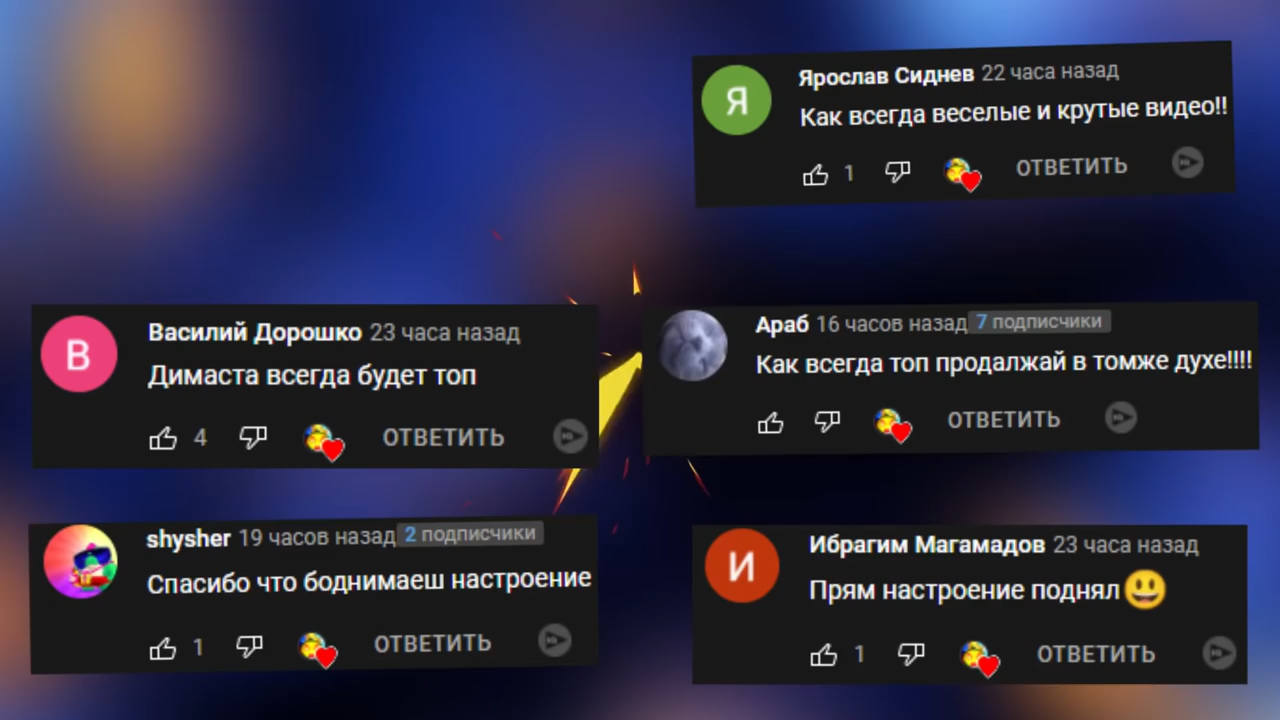 Я
Ярослав Сиднев 22 часа назад
Как всегда веселые и крутые видео!!
1 ОТВЕТИТЬ
В
Василий Дорошко 23 часа назад
Димаста всегда будет топ
4 ОТВЕТИТЬ
Араб 16 часов назад 7 подписчики
Как всегда топ продалжай в томже духе!!!!
ОТВЕТИТЬ
shysher 19 часов назад 2 подписчики
Спасибо что боднимаеш настроение
1 ОТВЕТИТЬ
И
Ибрагим Магамадов 23 часа назад
Прям настроение поднял😃
1 ОТВЕТИТЬ